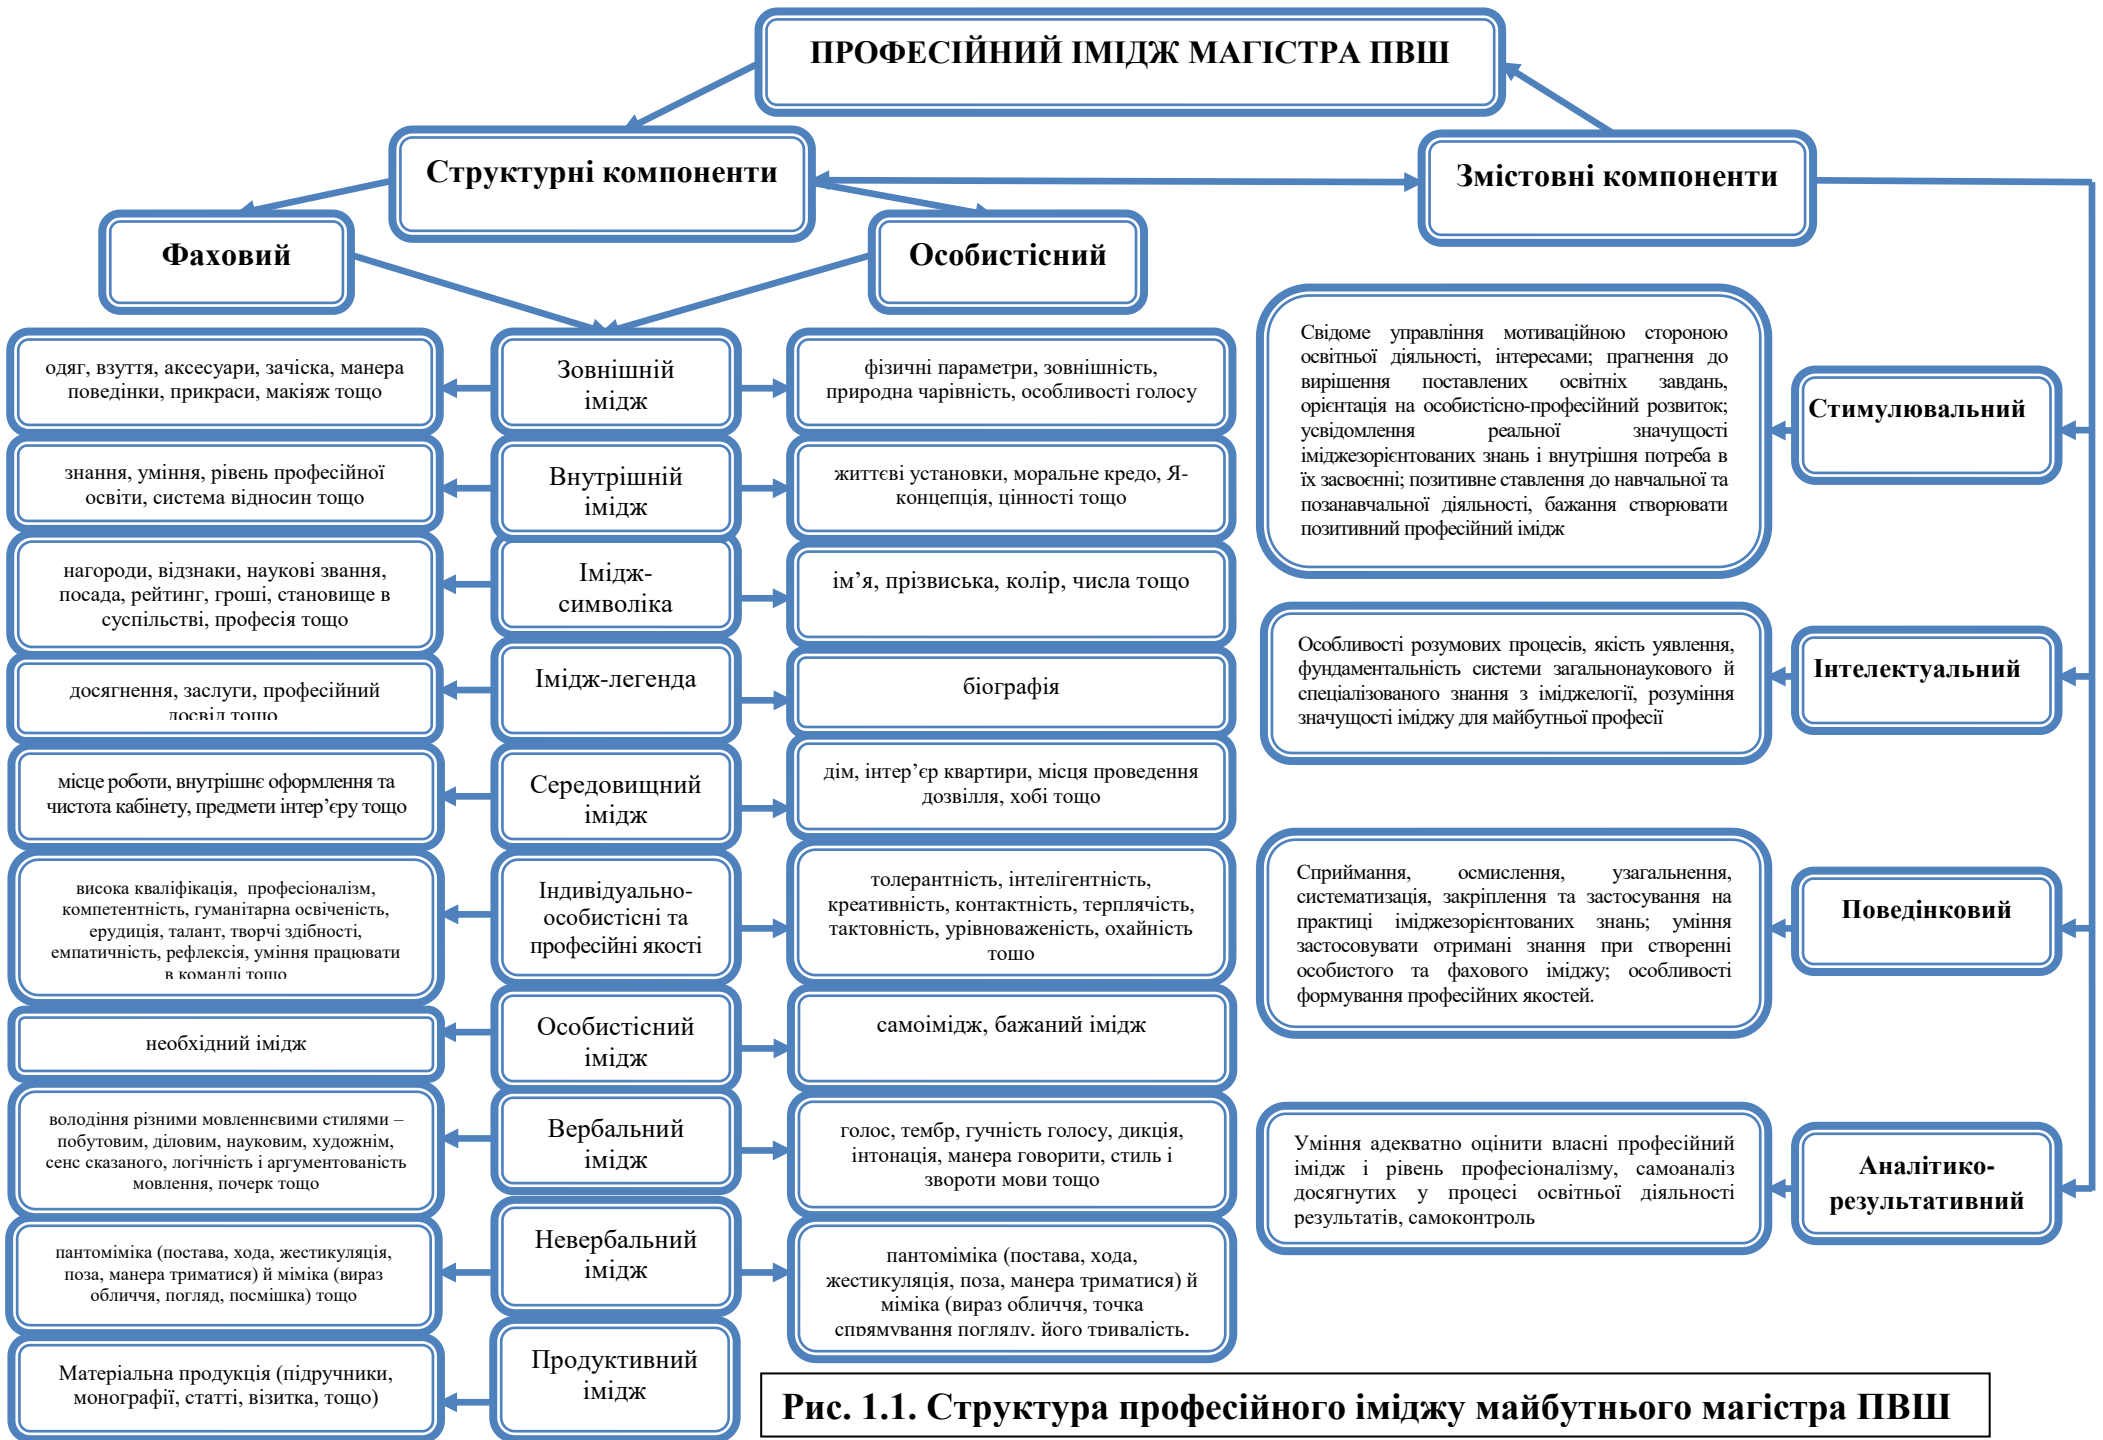 ПРОФЕСІЙНИЙ ІМІДЖ МАГІСТРА ПВШ
Структурні компоненти
Змістовні компоненти
Фаховий
Особистісний
одяг, взуття, аксесуари, зачіска, манера
поведінки, прикраси, макіяж тощо
Зовнішній
імідж
фізичні параметри, зовнішність,
природна чарівність, особливості голосу
знання, уміння, рівень професійної
освіти, система відносин тощо
Внутрішній
імідж
життєві установки, моральне кредо, Я-
концепція, цінності тощо
нагороди, відзнаки, наукові звання,
посада, рейтинг, гроші, становище в
суспільстві, професія тощо
Імідж-
символіка
ім’я, прізвиська, колір, числа тощо
досягнення, заслуги, професійний
досвід тощо
Імідж-легенда
біографія
місце роботи, внутрішнє оформлення та
чистота кабінету, предмети інтер’єру тощо
Середовищний
імідж
дім, інтер’єр квартири, місця проведення
дозвілля, хобі тощо
висока кваліфікація, професіоналізм,
компетентність, гуманітарна освіченість,
ерудиція, талант, творчі здібності,
емпатичність, рефлексія, уміння працювати
в команді тощо
Індивідуально-
особистісні та
професійні якості
толерантність, інтелігентність,
креативність, контактність, терплячість,
тактовність, урівноваженість, охайність
тощо
необхідний імідж
Особистісний
імідж
самоімідж, бажаний імідж
володіння різними мовленнєвими стилями –
побутовим, діловим, науковим, художнім,
сенс сказаного, логічність і аргументованість
мовлення, почерк тощо
Вербальний
імідж
голос, тембр, гучність голосу, дикція,
інтонація, манера говорити, стиль і
звороти мови тощо
пантоміміка (постава, хода, жестикуляція,
поза, манера триматися) й міміка (вираз
обличчя, погляд, посмішка) тощо
Невербальний
імідж
пантоміміка (постава, хода,
жестикуляція, поза, манера триматися) й
міміка (вираз обличчя, точка
спрямування погляду, його тривалість,
Матеріальна продукція (підручники,
монографії, статті, візитка, тощо)
Продуктивний
імідж
Свідоме управління мотиваційною стороною
освітньої діяльності, інтересами; прагнення до
вирішення поставлених освітніх завдань,
орієнтація на особистісно-професійний розвиток;
усвідомлення реальної значущості
іміджезорієнтованих знань і внутрішня потреба в
їх засвоєнні; позитивне ставлення до навчальної та
позанавчальної діяльності, бажання створювати
позитивний професійний імідж
Стимулювальний
Особливості розумових процесів, якість уявлення,
фундаментальність системи загальнонаукового й
спеціалізованого знання з іміджелогії, розуміння
значущості іміджу для майбутньої професії
Інтелектуальний
Сприймання, осмислення, узагальнення,
систематизація, закріплення та застосування на
практиці іміджезорієнтованих знань; уміння
застосовувати отримані знання при створенні
особистого та фахового іміджу; особливості
формування професійних якостей.
Поведінковий
Уміння адекватно оцінити власні професійний
імідж і рівень професіоналізму, самоаналіз
досягнутих у процесі освітньої діяльності
результатів, самоконтроль
Аналітико-
результативний
Рис. 1.1. Структура професійного іміджу майбутнього магістра ПВШ